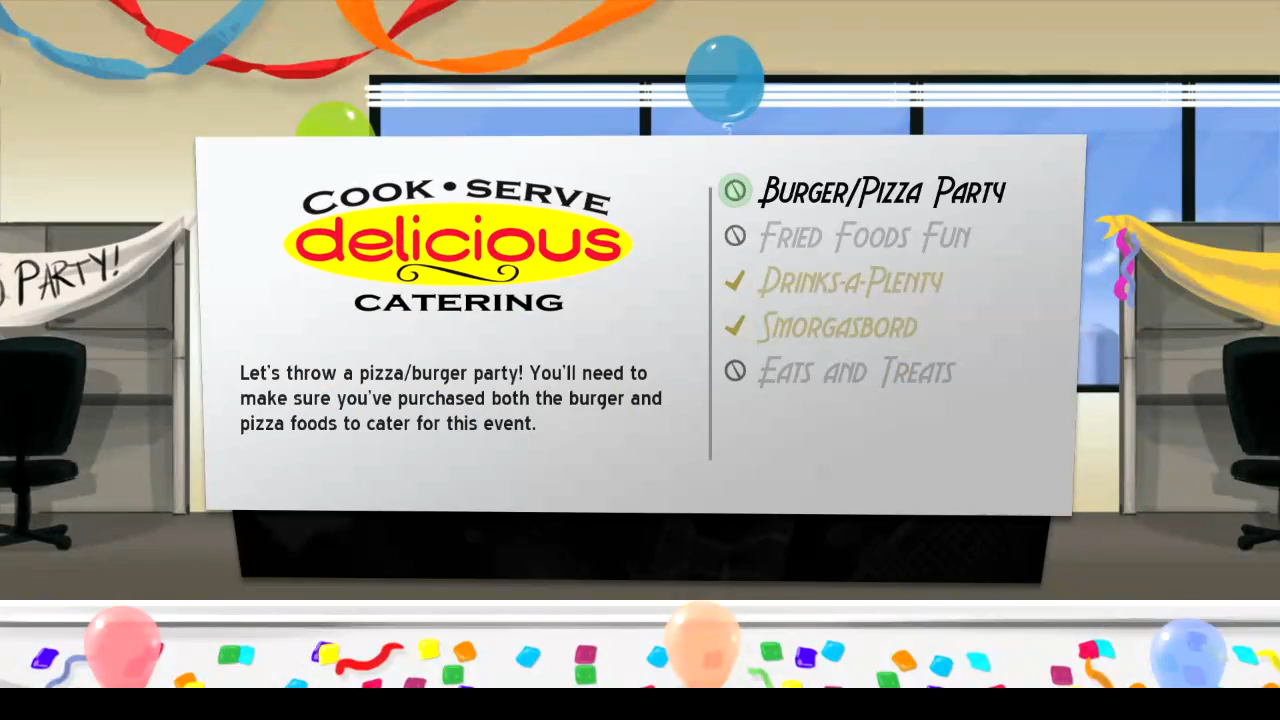 COOK • SERVE
delicious
CATERING
PARTY!
Let's throw a pizza/burger party! You'll need to
make sure you've purchased both the burger and
pizza foods to cater for this event.
Burger/Pizza Party
Fried Foods Fun
Drinks-a-Plenty
Smorgasbord
Eats and Treats